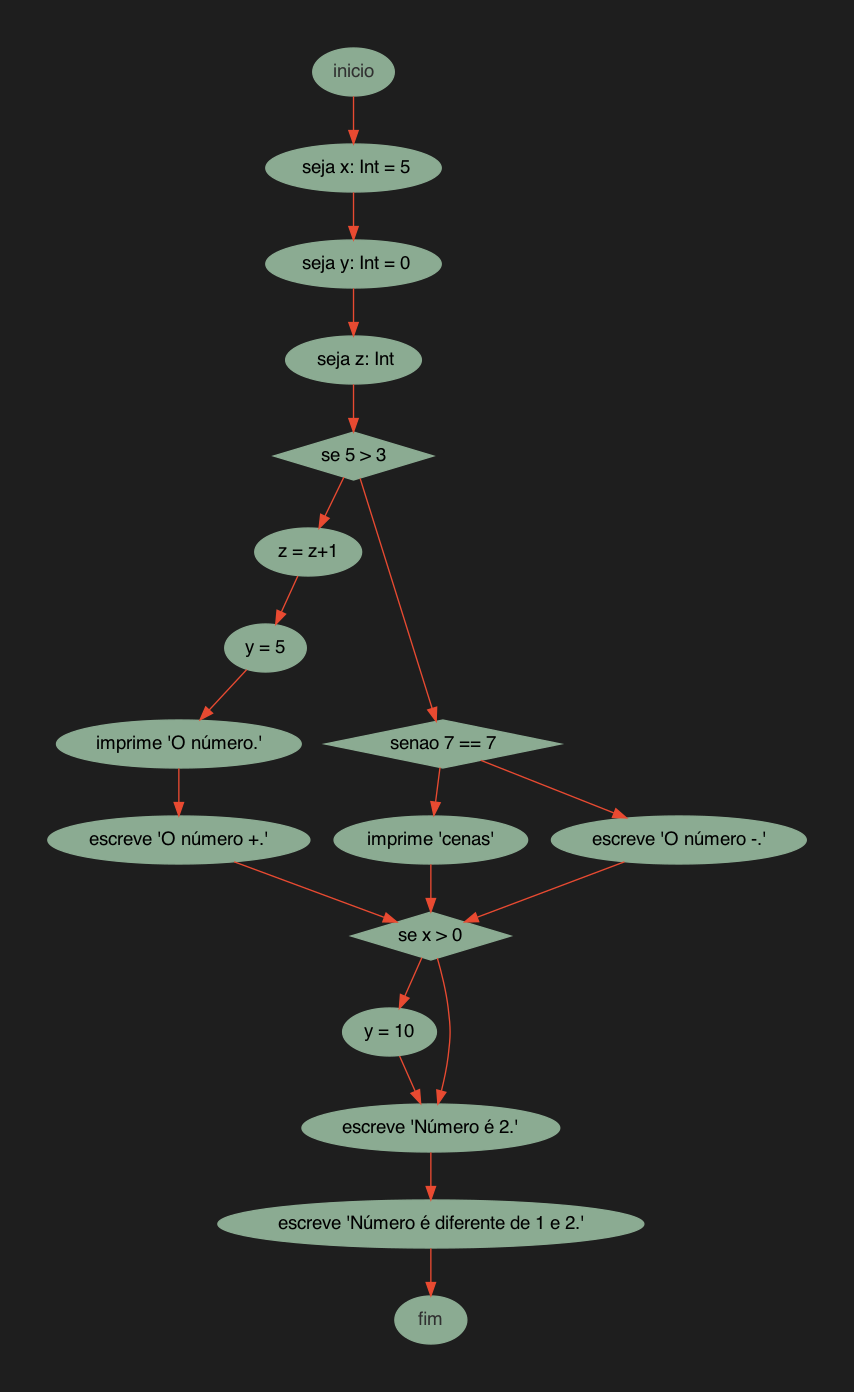 inicio
seja x: Int = 5
seja y: Int = 0
seja z: Int
se 5 > 3
z = z+1
y = 5
imprime 'O número.'
senao 7 == 7
escreve 'O número +.'
imprime 'cenas'
escreve 'O número -.'
se x > 0
y = 10
escreve 'Número é 2.'
escreve 'Número é diferente de 1 e 2.'
fim